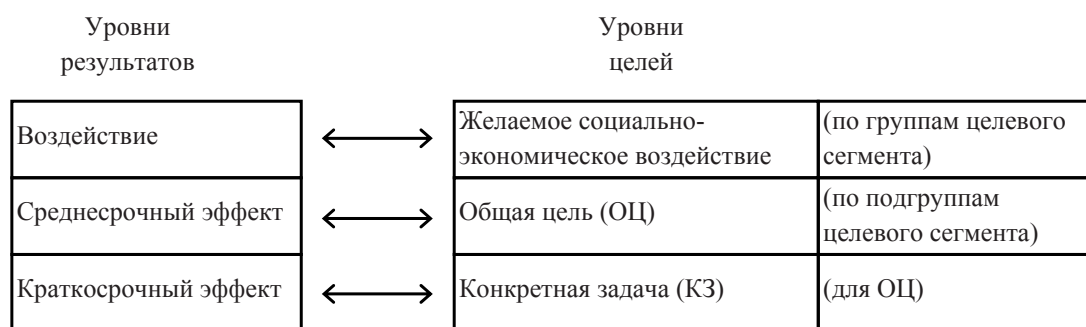 Уровни
результатов
Уровни
целей
Воздействие
Желаемое социально-
экономическое воздействие
(по группам целевого
сегмента)
Среднесрочный эффект
Общая цель (ОЦ)
(по подгруппам
целевого сегмента)
Краткосрочный эффект
Конкретная задача (КЗ)
(для ОЦ)